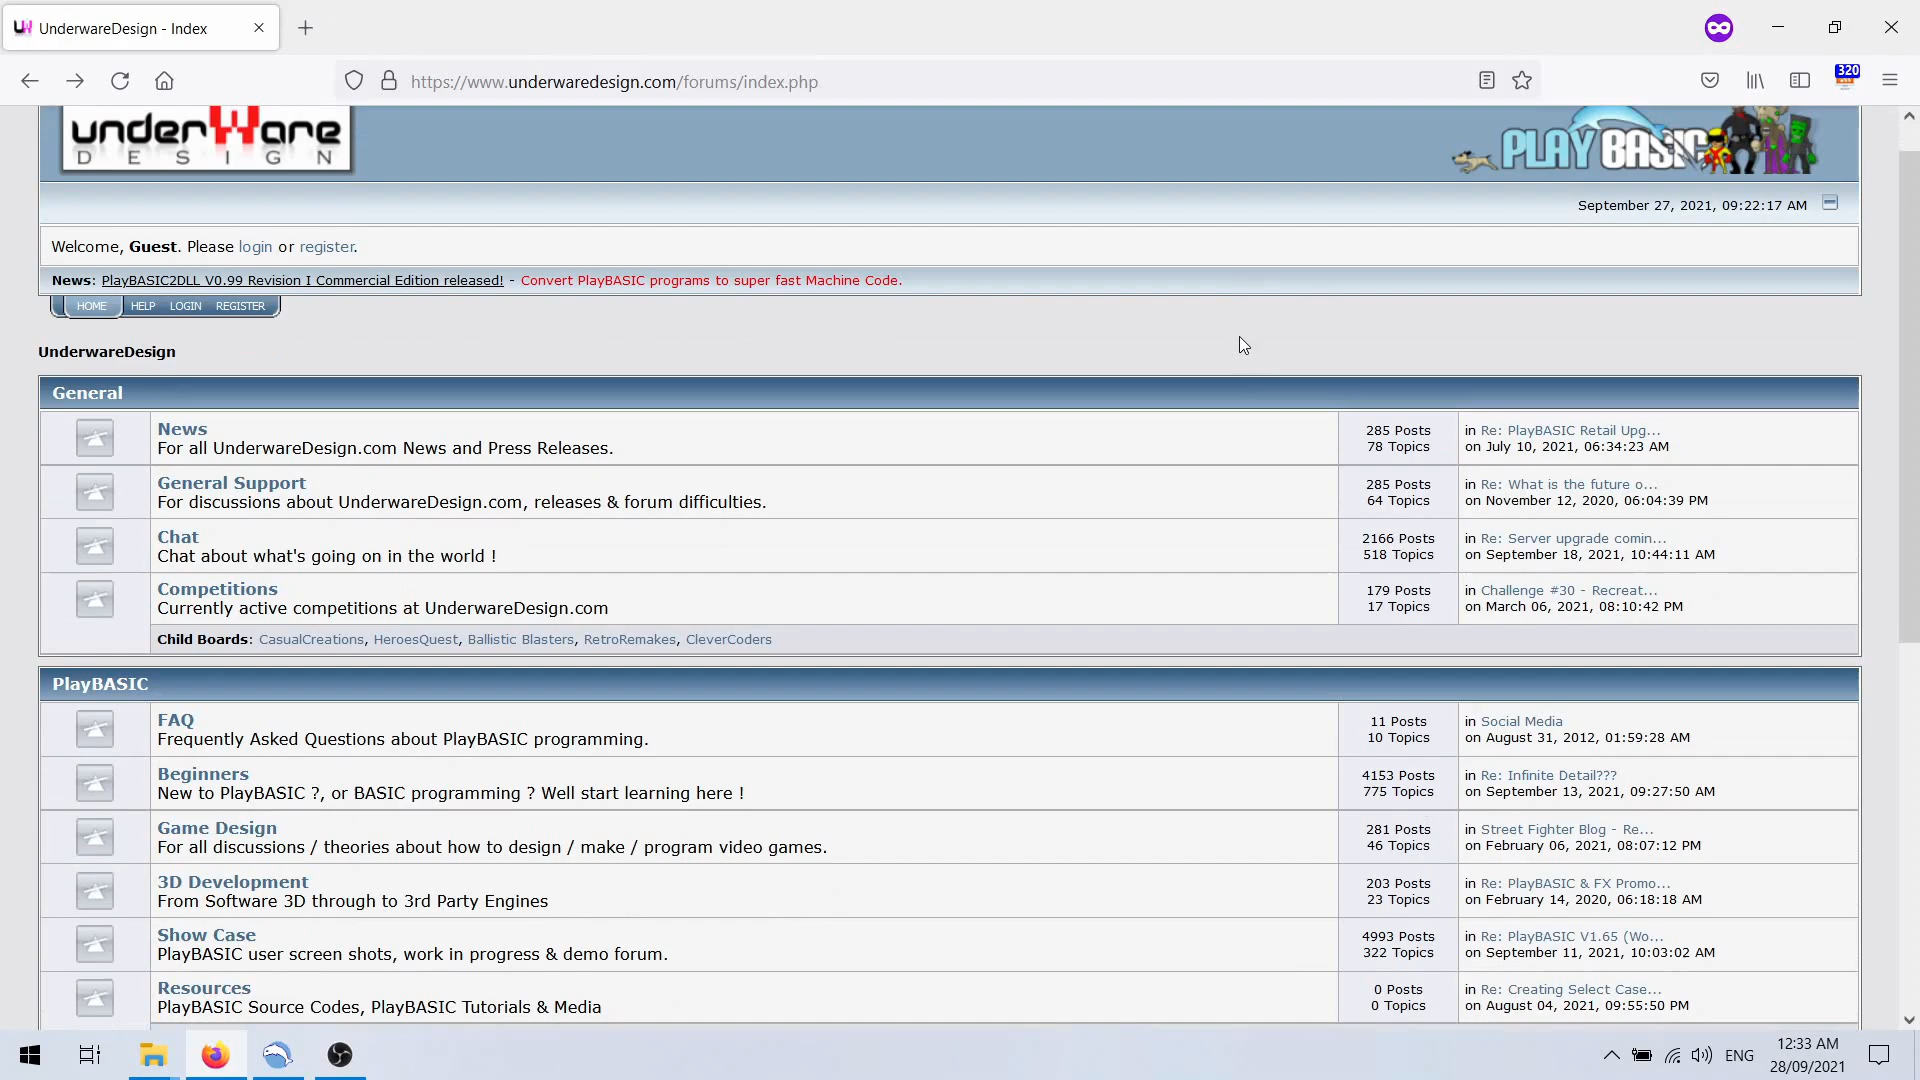 UnderwareDesign - Index
https://www.underwaredesign.com/forums/index.php
320
underWare
DESIGN
PLAY BASIC
September 27, 2021, 09:22:17 AM
Welcome, Guest. Please login or register.
News: PlayBASIC2DLL V0.99 Revision I Commercial Edition released! - Convert PlayBASIC programs to super fast Machine Code.
HOME HELP LOGIN REGISTER
UnderwareDesign
General
News
For all UnderwareDesign.com News and Press Releases.
285 Posts
78 Topics
in Re: PlayBASIC Retail Upg...
on July 10, 2021, 06:34:23 AM
General Support
For discussions about UnderwareDesign.com, releases & forum difficulties.
285 Posts
64 Topics
in Re: What is the future o...
on November 12, 2020, 06:04:39 PM
Chat
Chat about what's going on in the world !
2166 Posts
518 Topics
in Re: Server upgrade comin...
on September 18, 2021, 10:44:11 AM
Competitions
Currently active competitions at UnderwareDesign.com
179 Posts
17 Topics
in Challenge #30 - Recreat...
on March 06, 2021, 08:10:42 PM
Child Boards: CasualCreations, HeroesQuest, Ballistic Blasters, RetroRemakes, CleverCoders
PlayBASIC
FAQ
Frequently Asked Questions about PlayBASIC programming.
11 Posts
10 Topics
in Social Media
on August 31, 2012, 01:59:28 AM
Beginners
New to PlayBASIC ?, or BASIC programming ? Well start learning here !
4153 Posts
775 Topics
in Re: Infinite Detail???
on September 13, 2021, 09:27:50 AM
Game Design
For all discussions / theories about how to design / make / program video games.
281 Posts
46 Topics
in Street Fighter Blog - Re...
on February 06, 2021, 08:07:12 PM
3D Development
From Software 3D through to 3rd Party Engines
203 Posts
23 Topics
in Re: PlayBASIC & FX Promo...
on February 14, 2020, 06:18:18 AM
Show Case
PlayBASIC user screen shots, work in progress & demo forum.
4993 Posts
322 Topics
in Re: PlayBASIC V1.65 (Wo...
on September 11, 2021, 10:03:02 AM
Resources
PlayBASIC Source Codes, PlayBASIC Tutorials & Media
0 Posts
0 Topics
in Re: Creating Select Case...
on August 04, 2021, 09:55:50 PM
ENG
12:33 AM
28/09/2021